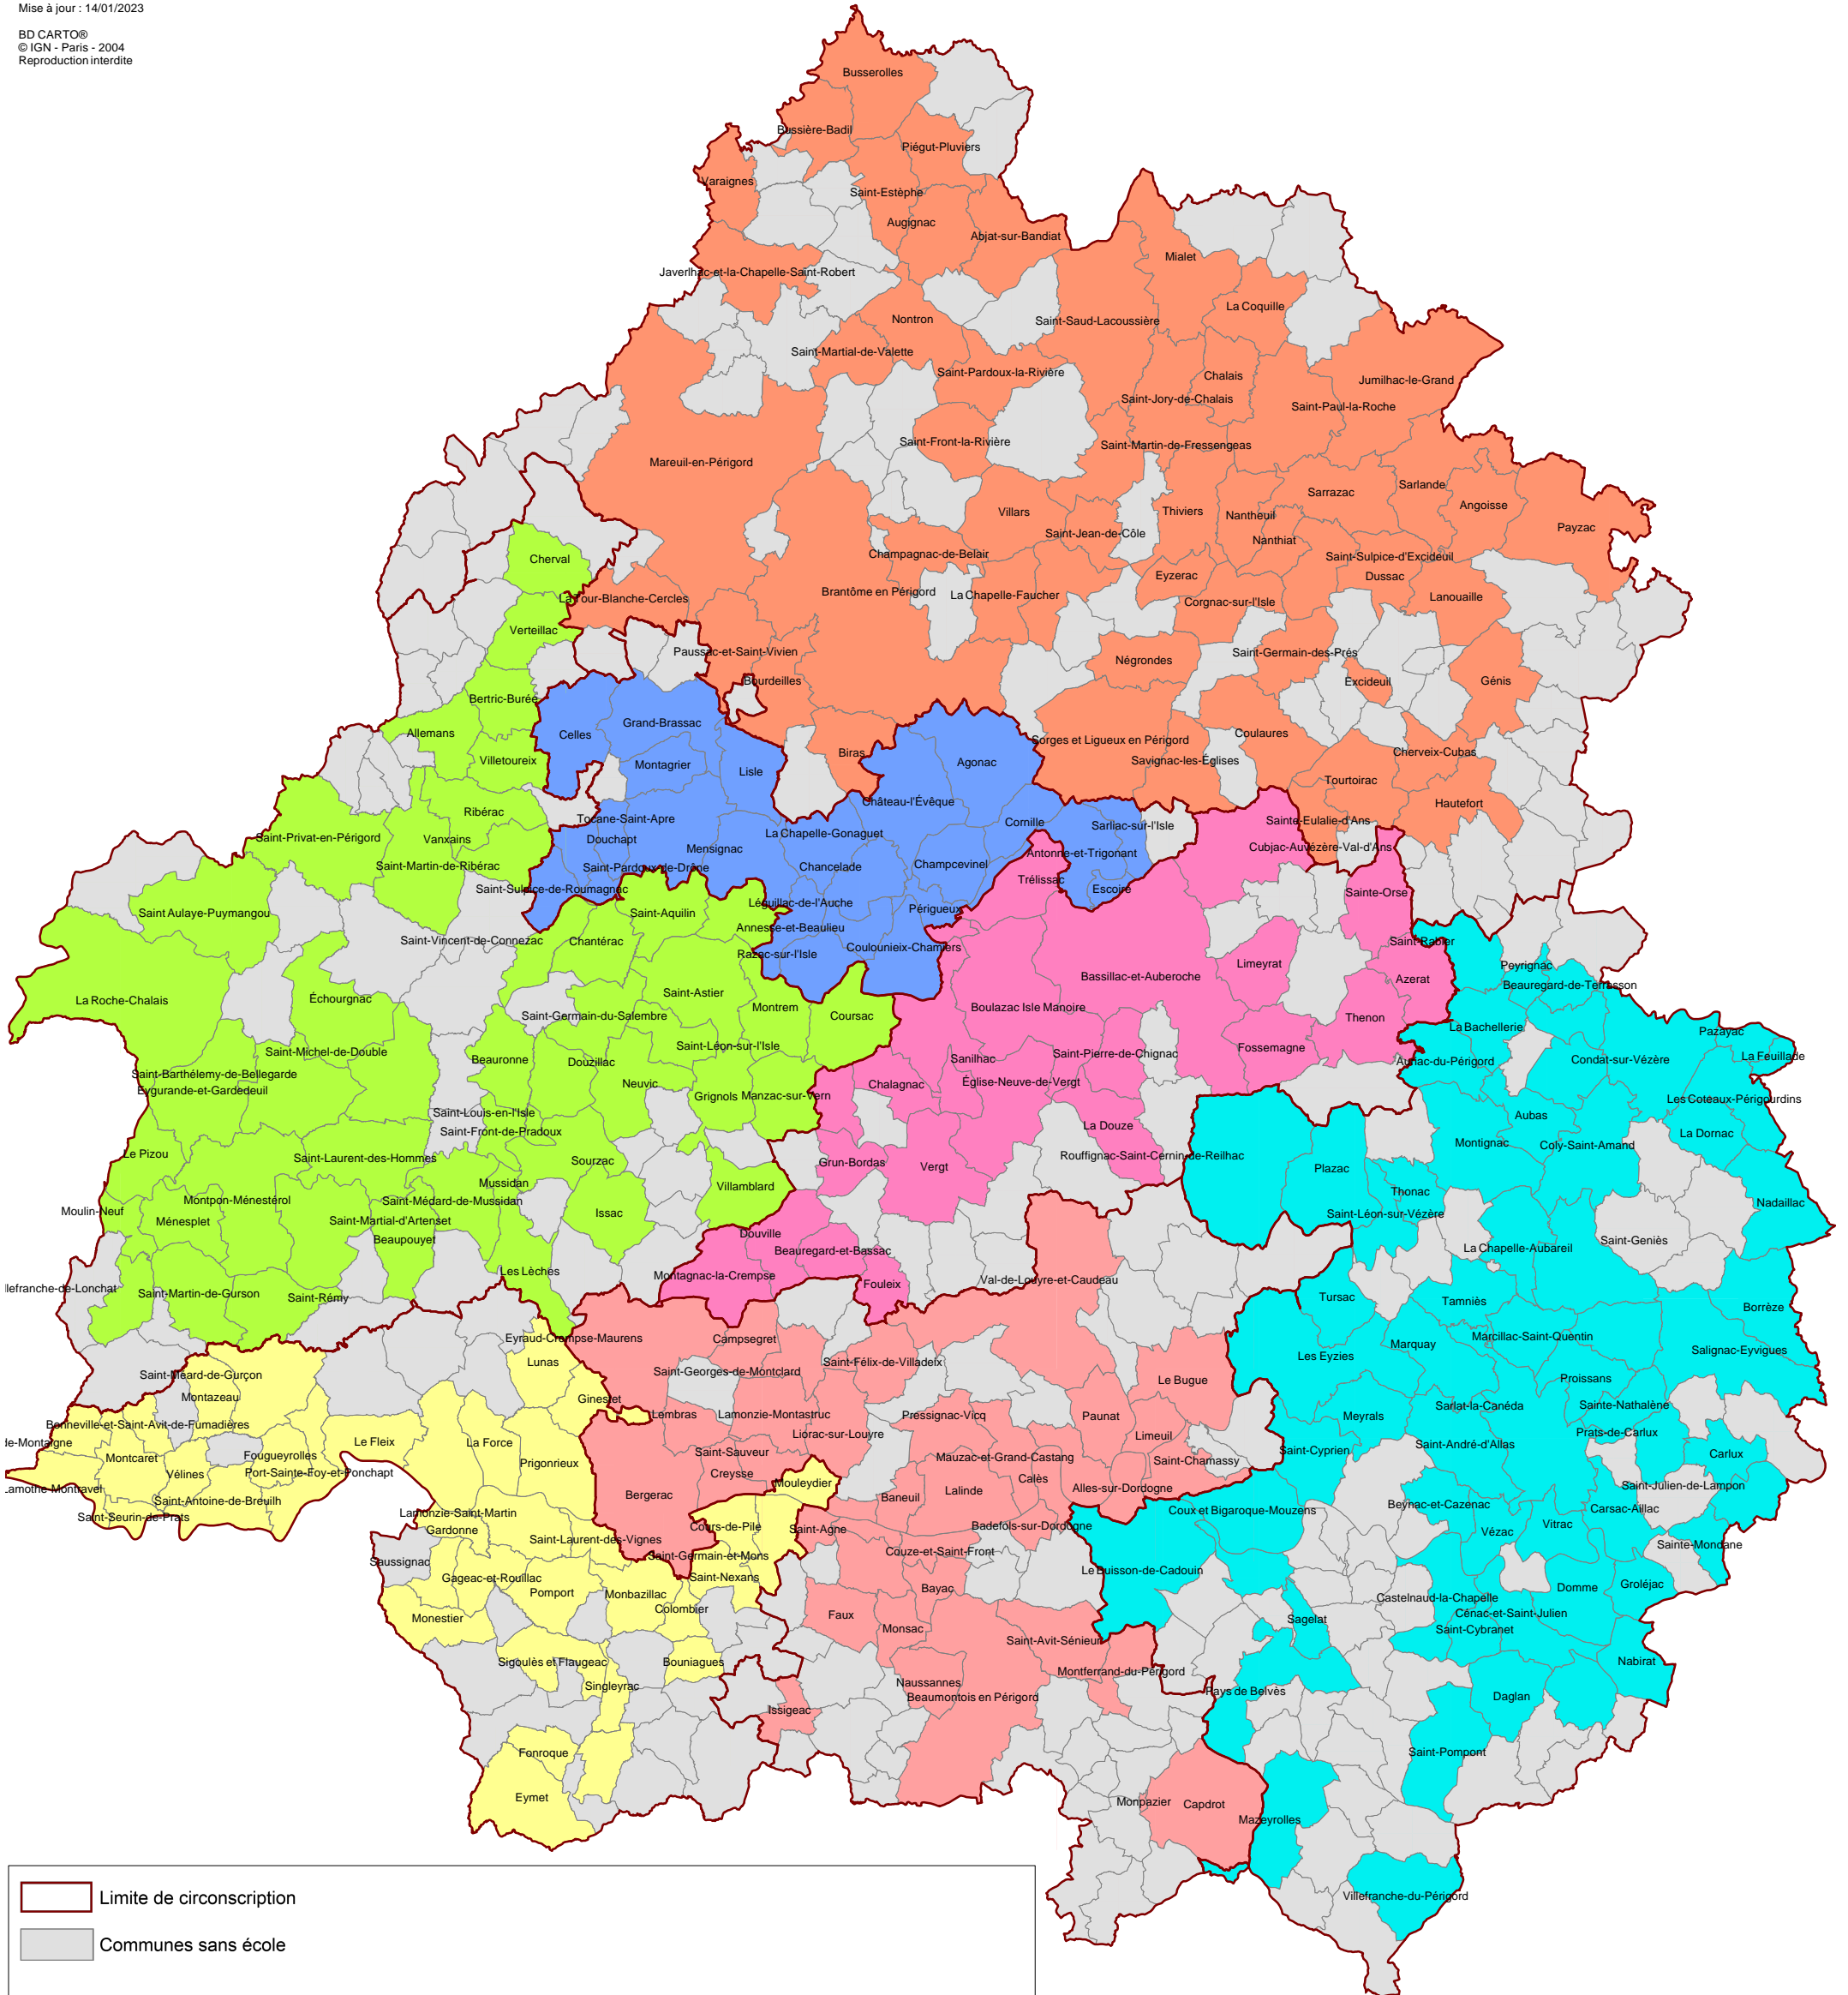 Mise à jour : 14/01/2023
BD CARTO®
© IGN - Paris - 2004
Reproduction interdite
Busserolles
Bussière-Badil
Piégut-Pluviers
Varaignes
Saint-Estèphe
Augignac
Abjat-sur-Bandiat
Mialet
Javerlhac-et-la-Chapelle-Saint-Robert
La Coquille
Nontron
Saint-Saud-Lacoussière
Saint-Martial-de-Valette
Saint-Pardoux-la-Rivière
Chalais
Jumilhac-le-Grand
Saint-Jory-de-Chalais
Saint-Paul-la-Roche
Saint-Front-la-Rivière
Saint-Martin-de-Fressengeas
Mareuil-en-Périgord
Sarlande
Sarrazac
Angoisse
Villars
Thiviers
Nantheuil
Payzac
Saint-Jean-de-Côle
Nanthiat
Champagnac-de-Belair
Saint-Sulpice-d'Excideuil
Cherval
Eyzerac
Dussac
Brantôme en Périgord
La Chapelle-Faucher
Lanouaille
La Tour-Blanche-Cercles
Corgnac-sur-l'Isle
Verteillac
Paussac-et-Saint-Vivien
Saint-Germain-des-Prés
Négrondes
Bourdeilles
Excideuil
Génis
Bertric-Burée
Grand-Brassac
Allemans
Celles
Coulaures
Sorges et Ligueux en Périgord
Biras
Cherveix-Cubas
Villetoureix
Montagrier
Lisle
Agonac
Savignac-les-Églises
Tourtoirac
Château-l'Évêque
Hautefort
Ribérac
Tocane-Saint-Apre
Cornille
Sainte-Eulalie-d'Ans
Sarliac-sur-l'Isle
Saint-Privat-en-Périgord
Vanxains
Douchapt
La Chapelle-Gonaguet
Mensignac
Cubjac-Auvézère-Val-d'Ans
Antonne-et-Trigonant
Saint-Martin-de-Ribérac
Saint-Pardoux-de-Drône
Chancelade
Champcevinel
Trélissac
Saint-Sulpice-de-Roumagnac
Escoire
Sainte-Orse
Léguillac-de-l'Auche
Périgueux
Saint Aulaye-Puymangou
Saint-Aquilin
Annesse-et-Beaulieu
Saint-Vincent-de-Connezac
Chantérac
Coulounieix-Chamiers
Saint-Rabier
Razac-sur-l'Isle
Limeyrat
Peyrignac
Bassillac-et-Auberoche
Azerat
Beauregard-de-Terrasson
La Roche-Chalais
Échourgnac
Saint-Astier
Montrem
Boulazac Isle Manoire
Saint-Germain-du-Salembre
Coursac
Thenon
La Bachellerie
Pazayac
Saint-Michel-de-Double
Saint-Léon-sur-l'Isle
Fossemagne
Saint-Pierre-de-Chignac
La Feuillade
Beauronne
Douzillac
Sanilhac
Auriac-du-Périgord
Condat-sur-Vézère
Saint-Barthélemy-de-Bellegarde
Neuvic
Chalagnac
Église-Neuve-de-Vergt
Eygurande-et-Gardedeuil
Grignols
Manzac-sur-Vern
Les Coteaux-Périgourdins
Saint-Louis-en-l'Isle
Aubas
La Douze
Saint-Front-de-Pradoux
La Dornac
Montignac
Coly-Saint-Amand
Le Pizou
Saint-Laurent-des-Hommes
Sourzac
Rouffignac-Saint-Cernin-de-Reilhac
Grun-Bordas
Vergt
Plazac
Mussidan
Villamblard
Thonac
Montpon-Ménestérol
Saint-Médard-de-Mussidan
Nadaillac
Moulin-Neuf
Ménesplet
Issac
Saint-Léon-sur-Vézère
Saint-Martial-d'Artenset
Beaupouyet
Douville
Saint-Geniès
La Chapelle-Aubareil
Beauregard-et-Bassac
Les Lèches
Montagnac-la-Crempse
Fouleix
Val-de-Louyre-et-Caudeau
llefranche-de-Lonchat
Saint-Martin-de-Gurson
Saint-Rémy
Tursac
Tamniès
Borrèze
Eyraud-Crempse-Maurens
Campsegret
Marcillac-Saint-Quentin
Marquay
Salignac-Eyvigues
Lunas
Les Eyzies
Saint-Georges-de-Montclard
Saint-Félix-de-Villadeix
Saint-Méard-de-Gurçon
Le Bugue
Proissans
Montazeau
Ginestet
Sarlat-la-Canéda
Sainte-Nathalène
Lembras
Lamonzie-Montastruc
Pressignac-Vicq
Paunat
Meyrals
Bonneville-et-Saint-Avit-de-Fumadières
Liorac-sur-Louyre
Limeuil
Prats-de-Carlux
de-Montaigne
Le Fleix
La Force
Saint-André-d'Allas
Saint-Cyprien
Saint-Sauveur
Montcaret
Fougueyrolles
Mauzac-et-Grand-Castang
Saint-Chamassy
Carlux
Prigonrieux
Vélines
Port-Sainte-Foy-et-Ponchapt
Creysse
Calès
Mouleydier
Saint-Julien-de-Lampon
Lamothe-Montravel
Lalinde
Alles-sur-Dordogne
Bergerac
Baneuil
Saint-Antoine-de-Breuilh
Beynac-et-Cazenac
Carsac-Aillac
Coux et Bigaroque-Mouzens
Lamonzie-Saint-Martin
Saint-Seurin-de-Prats
Vitrac
Cours-de-Pile
Badefols-sur-Dordogne
Gardonne
Saint-Agne
Vézac
Saint-Laurent-des-Vignes
Sainte-Mondane
Couze-et-Saint-Front
Saint-Germain-et-Mons
Saussignac
Le Buisson-de-Cadouin
Gageac-et-Rouillac
Saint-Nexans
Groléjac
Bayac
Domme
Pomport
Monbazillac
Castelnaud-la-Chapelle
Colombier
Faux
Cénac-et-Saint-Julien
Monestier
Sagelat
Monsac
Saint-Cybranet
Saint-Avit-Sénieur
Sigoulès et Flaugeac
Bouniagues
Nabirat
Montferrand-du-Périgord
Naussannes
Singleyrac
Pays de Belvès
Beaumontois en Périgord
Daglan
Issigeac
Fonroque
Saint-Pompont
Eymet
Monpazier
Capdrot
Mazeyrolles
Villefranche-du-Périgord
Limite de circonscription
Communes sans école